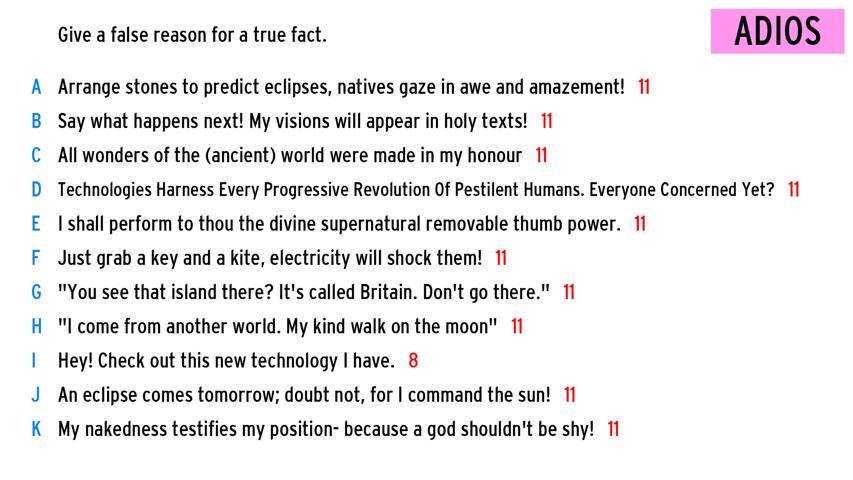 Give a false reason for a true fact.
ADIOS
A Arrange stones to predict eclipses, natives gaze in awe and amazement! 11
B Say what happens next! My visions will appear in holy texts! 11
C All wonders of the (ancient) world were made in my honour 11
D Technologies Harness Every Progressive Revolution Of Pestilent Humans. Everyone Concerned Yet? 11
E I shall perform to thou the divine supernatural removable thumb power. 11
F Just grab a key and a kite, electricity will shock them! 11
G "You see that island there? It's called Britain. Don't go there." 11
H "I come from another world. My kind walk on the moon" 11
I Hey! Check out this new technology I have. 8
J An eclipse comes tomorrow; doubt not, for I command the sun! 11
K My nakedness testifies my position- because a god shouldn't be shy! 11